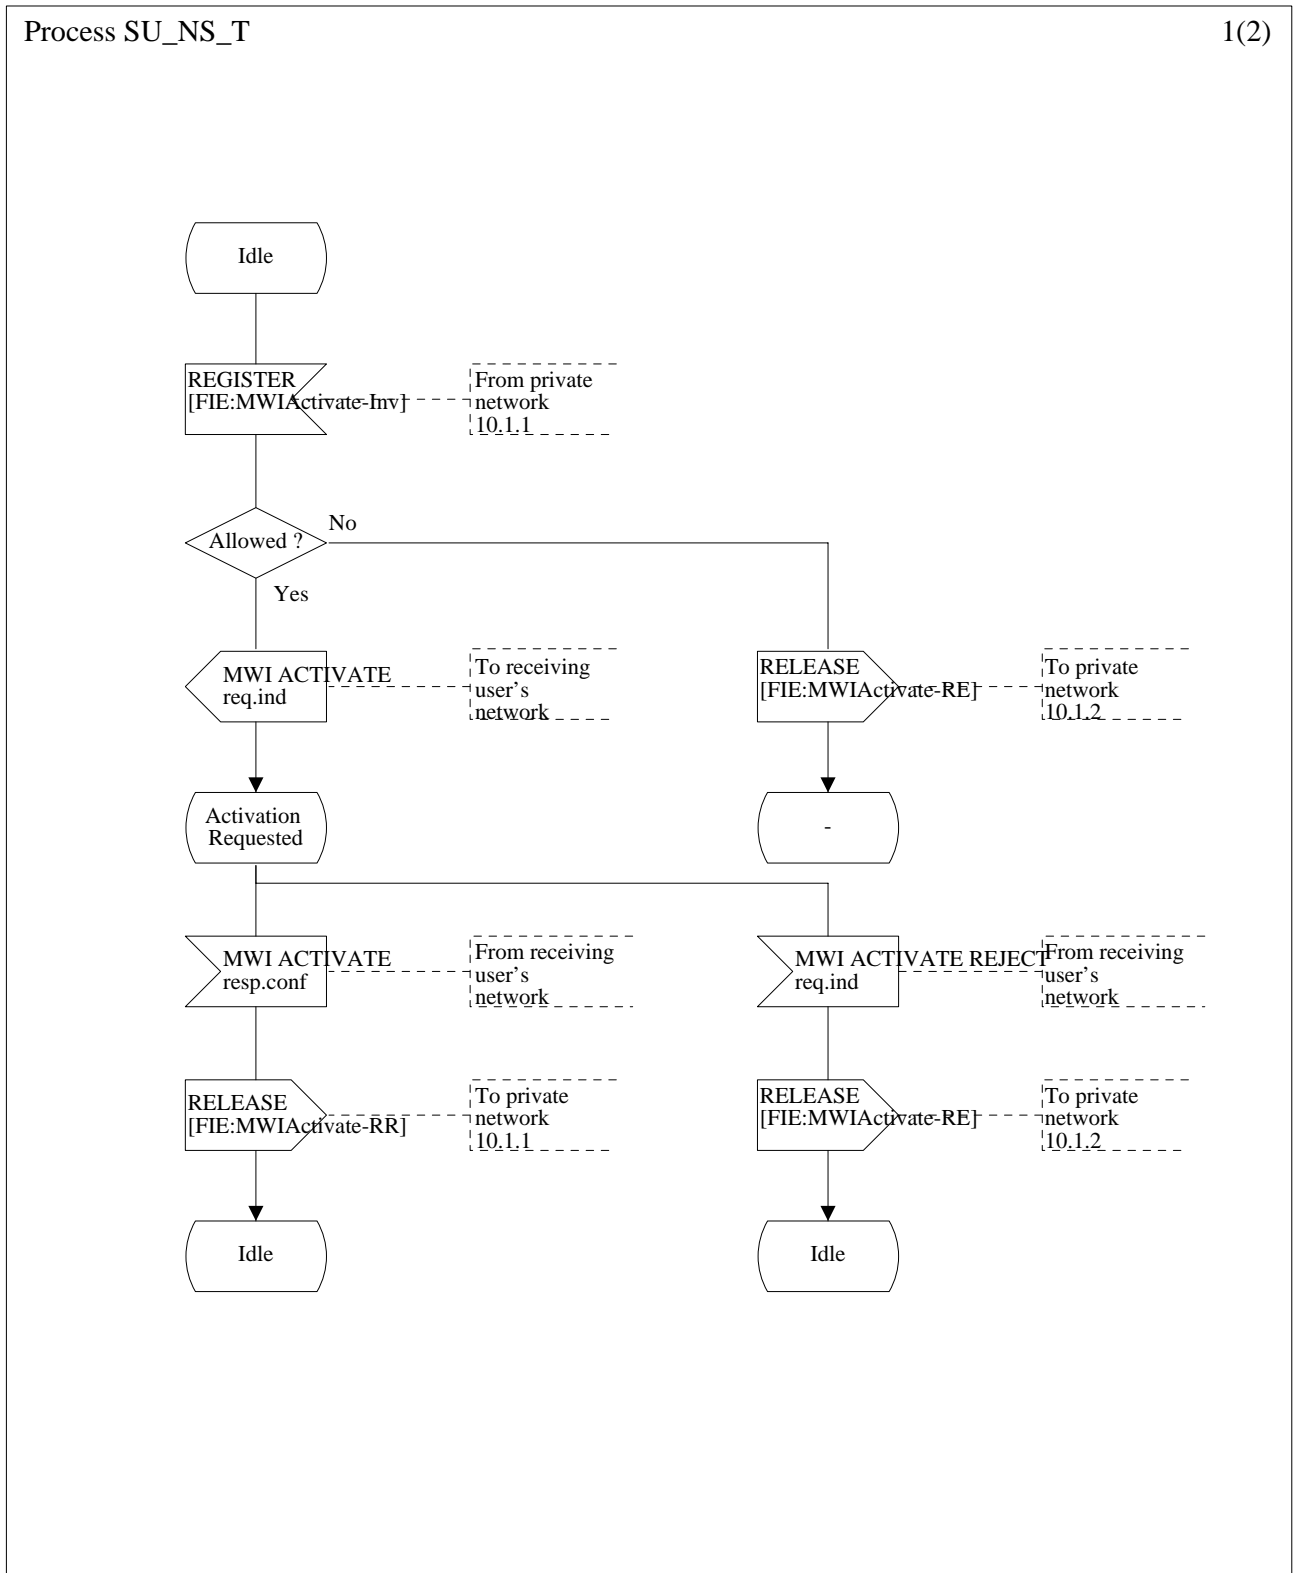 Process SU_NS_T
1(2)
Idle
REGISTER
[FIE:MWIActivate-Inv]
From private
network
10.1.1
Allowed ?
No
Yes
MWI ACTIVATE
req.ind
To receiving
user's
network
RELEASE
[FIE:MWIActivate-RE]
To private
network
10.1.2
Activation
Requested
-
MWI ACTIVATE
resp.conf
From receiving
user's
network
MWI ACTIVATE REJECT
req.ind
From receiving
user's
network
RELEASE
[FIE:MWIActivate-RR]
To private
network
10.1.1
RELEASE
[FIE:MWIActivate-RE]
To private
network
10.1.2
Idle
Idle